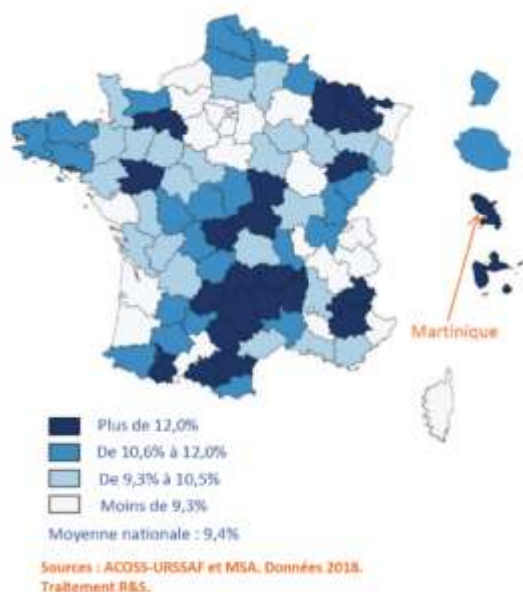 Martinique
Plus de 12,0%
De 10,6% à 12,0%
De 9,3% à 10,5%
Moins de 9,3%
Moyenne nationale : 9,4%
Sources : ACOSS-URSSAF et MSA. Données 2018.
Traitement R&S.